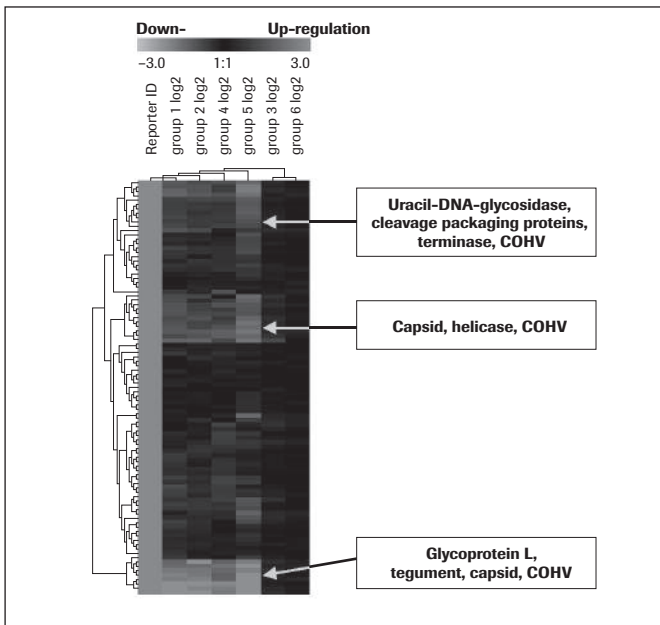 Down- Up-regulation
−3.0 1:1 3.0
Reporter ID
group 1 log2
group 2 log2
group 4 log2
group 5 log2
group 3 log2
group 6 log2
Uracil-DNA-glycosidase,
cleavage packaging proteins,
terminase, COHV
Capsid, helicase, COHV
Glycoprotein L,
tegument, capsid, COHV